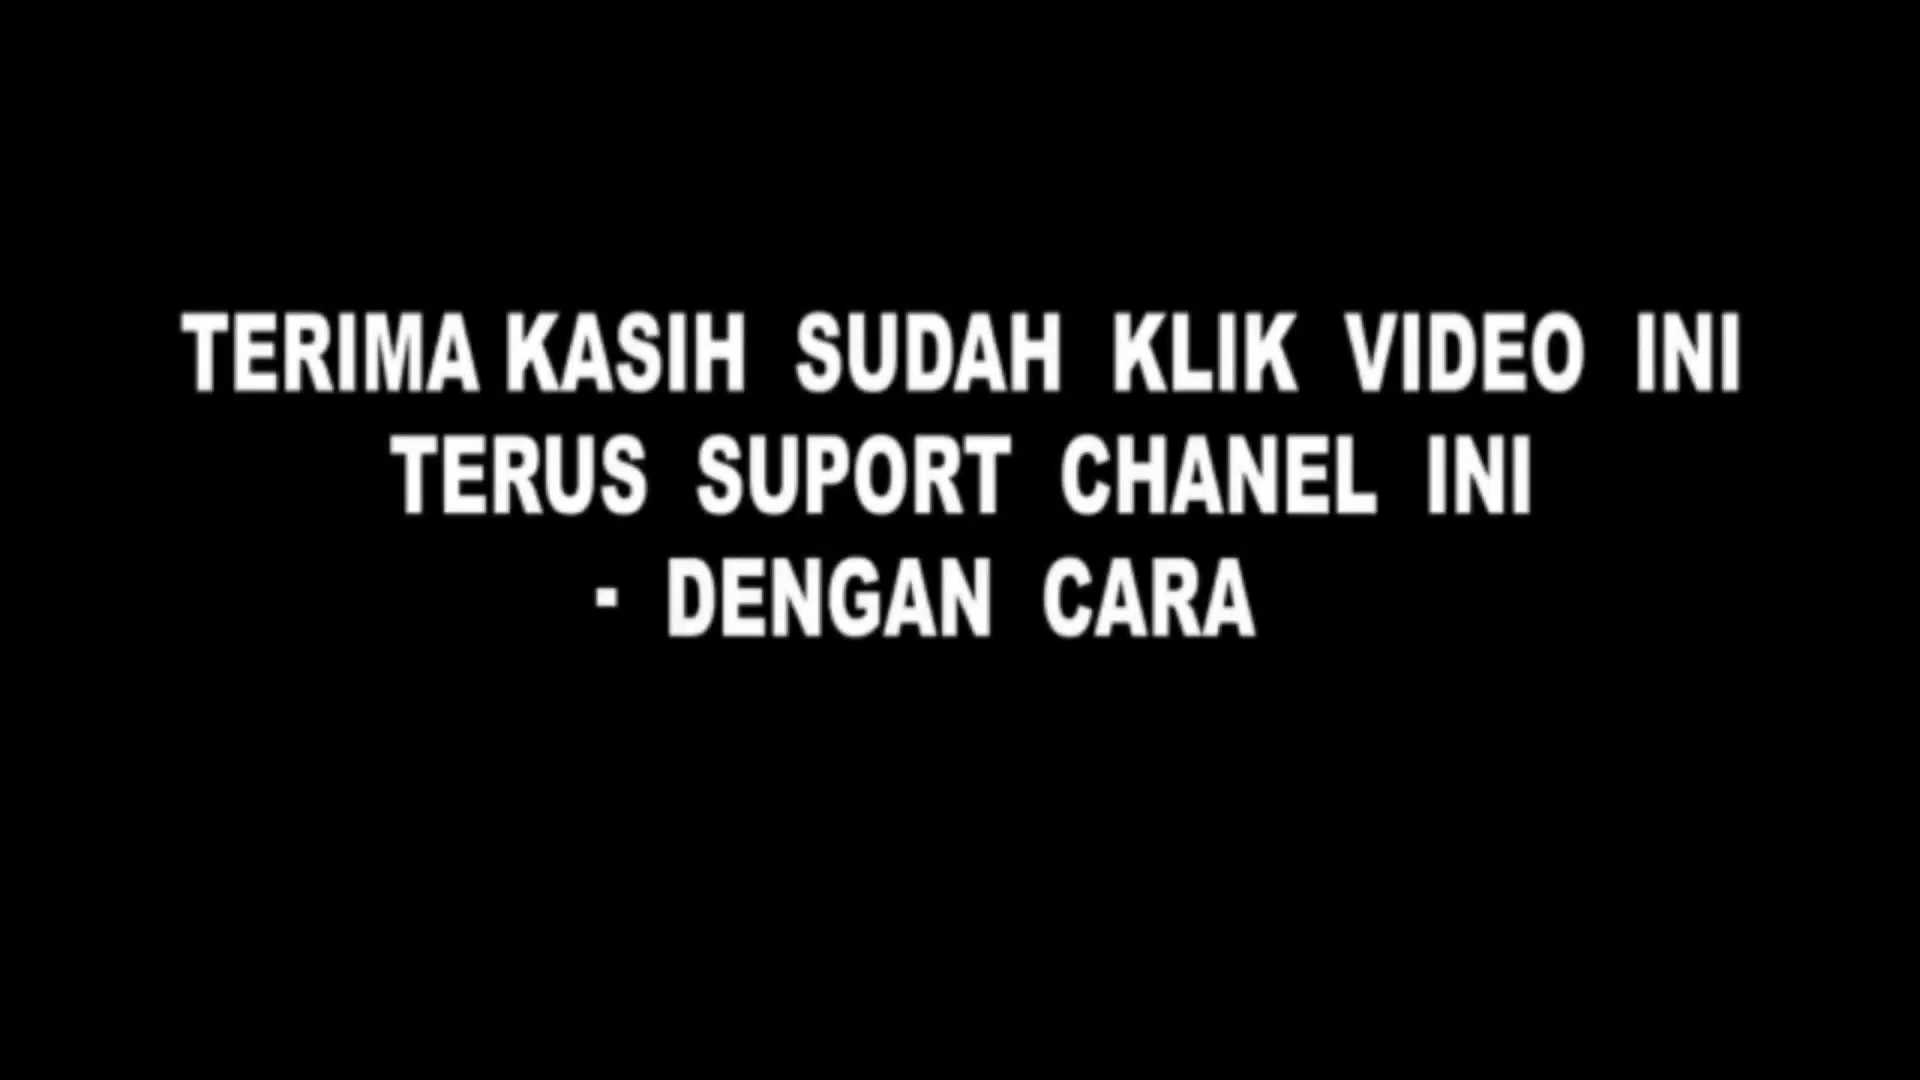 TERIMA KASIH SUDAH KLIK VIDEO INI
TERUS SUPORT CHANEL INI
- DENGAN CARA